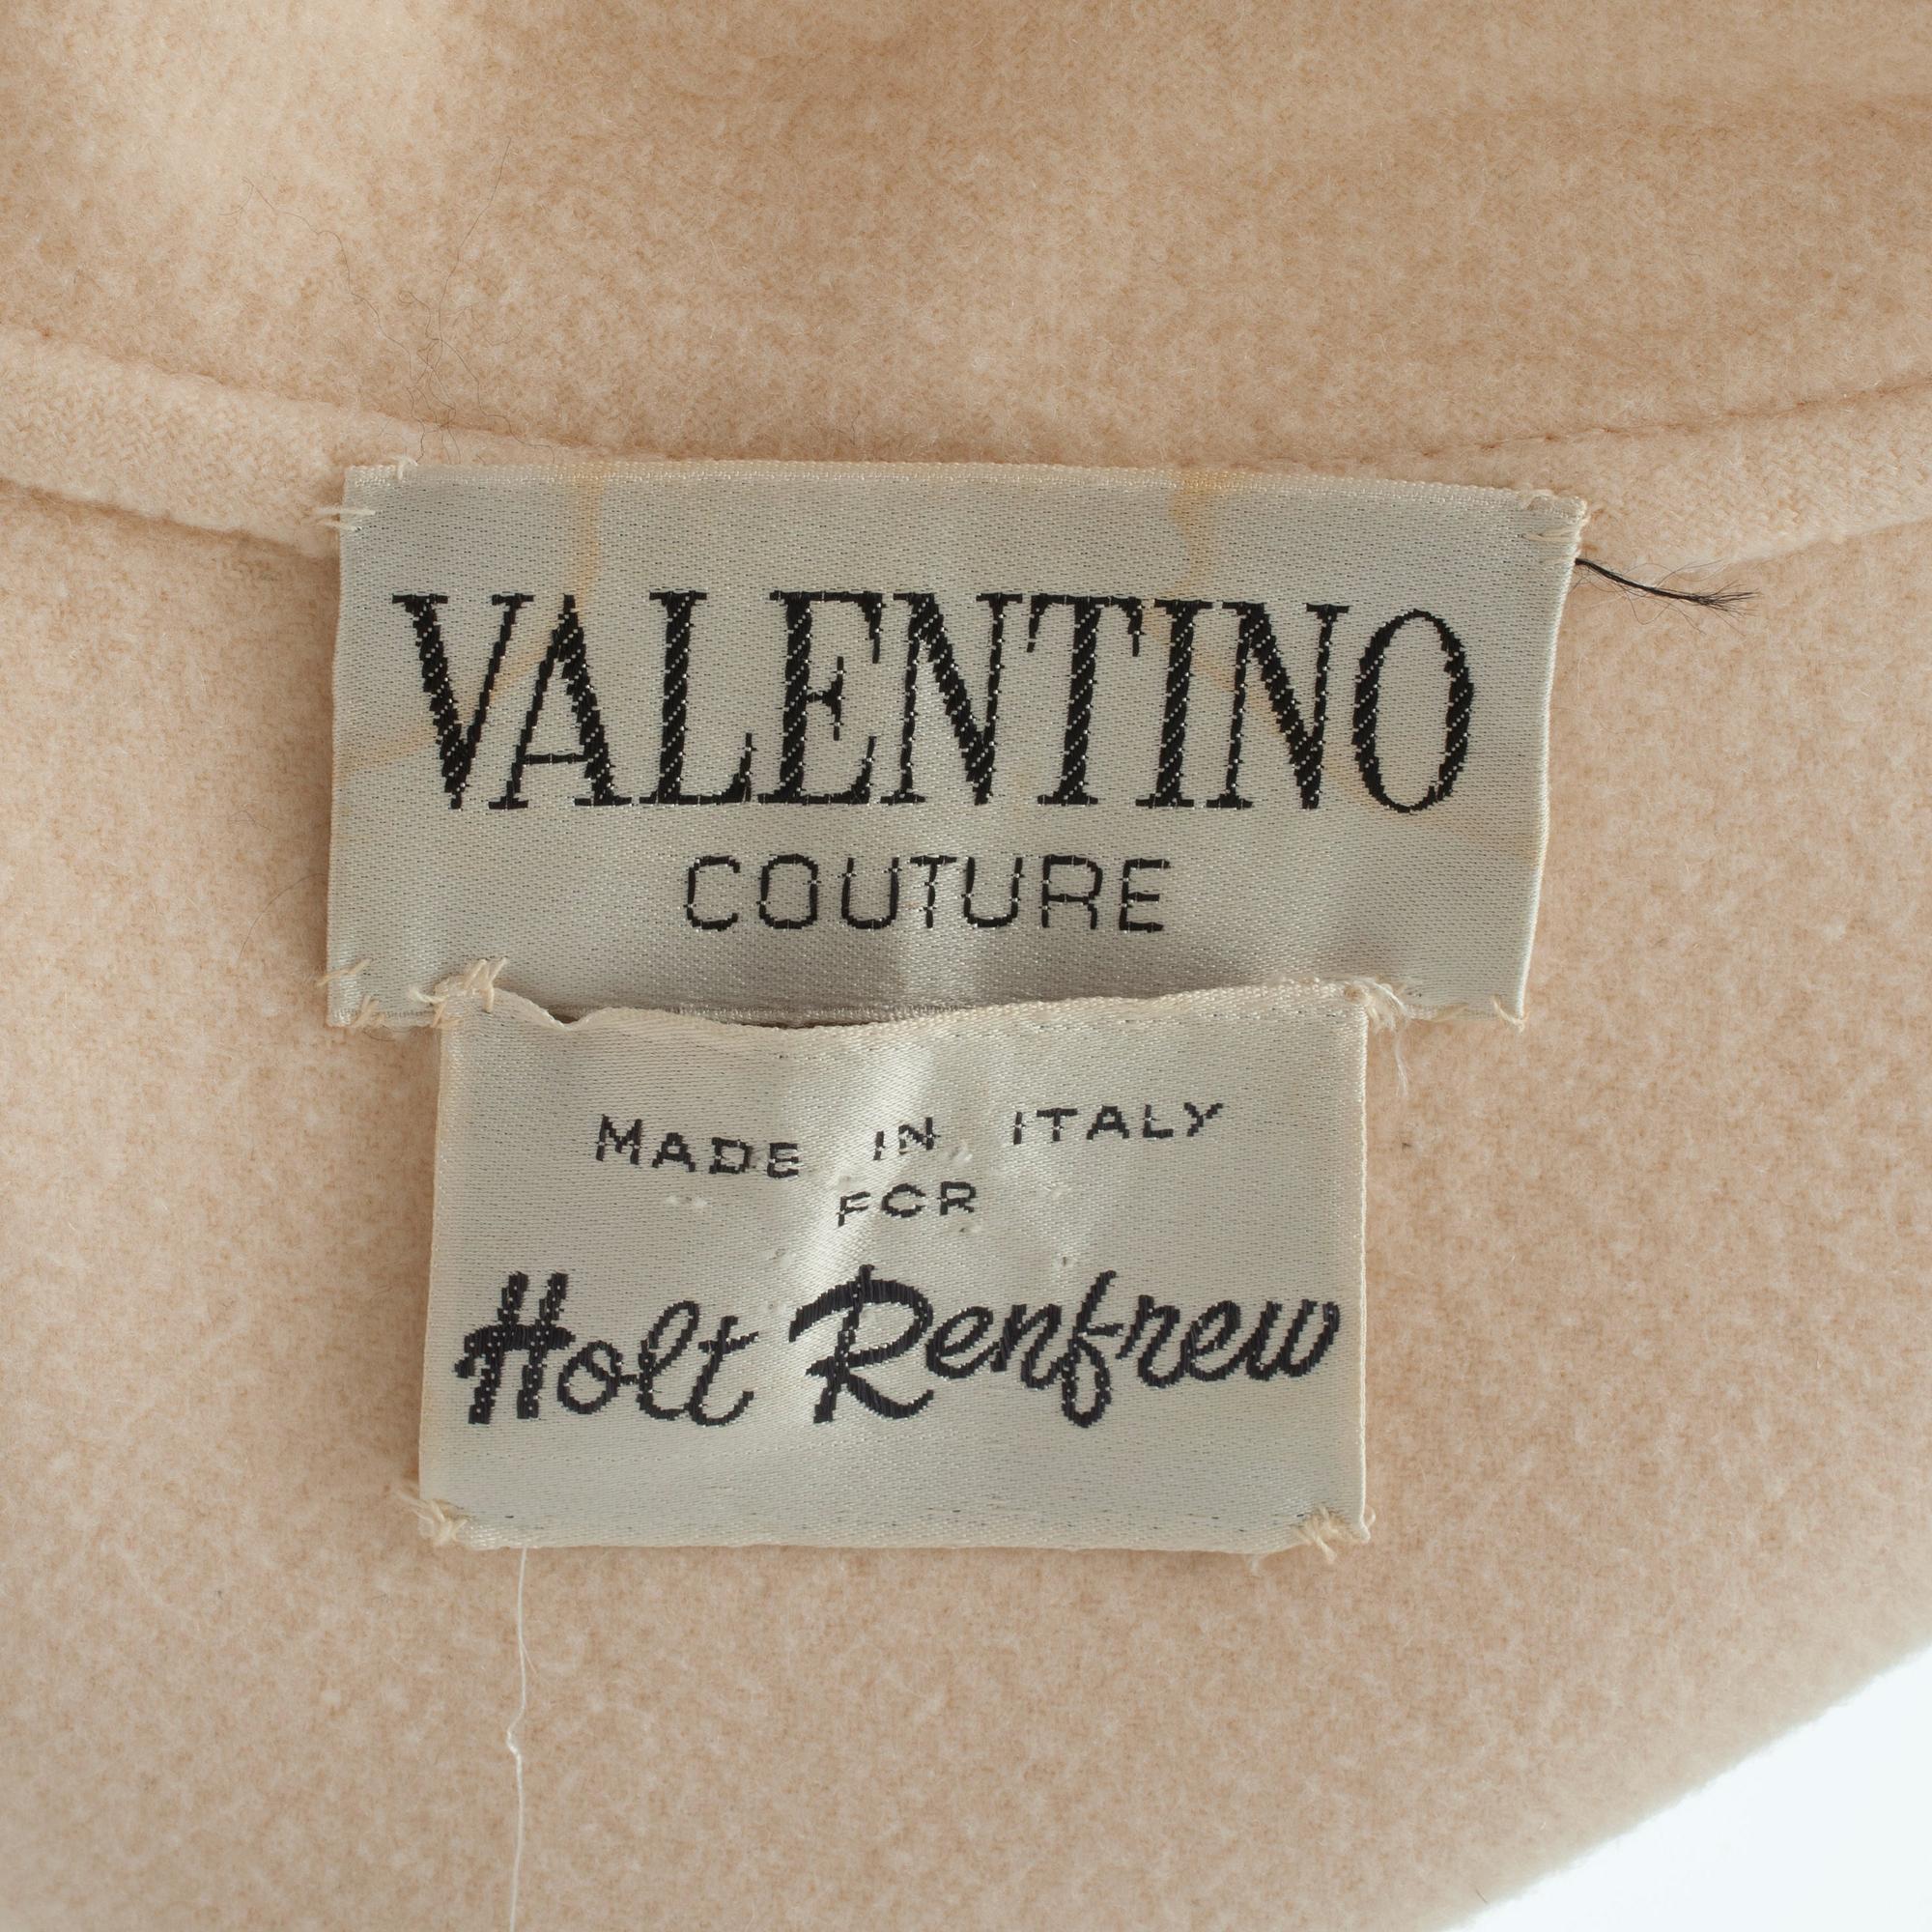 VALENTINO
COUTURE
MADE IN ITALY
FOR
Holt Renfrew